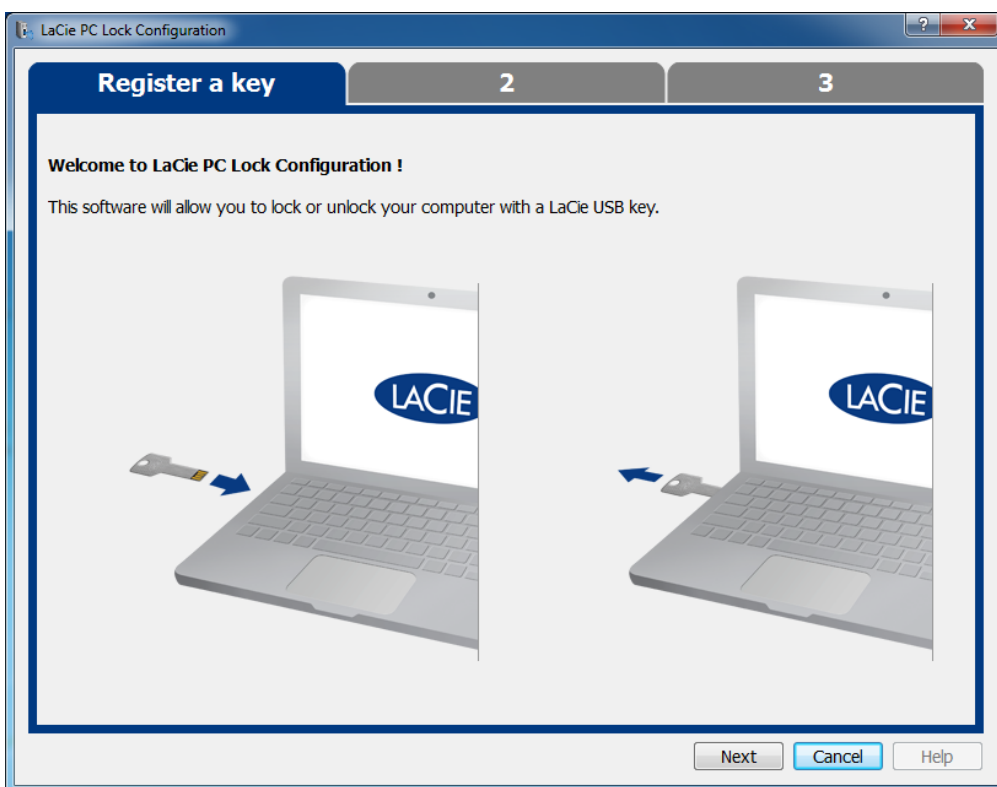 LaCie PC Lock Configuration
?
X
Register a key
2
3
Welcome to LaCie PC Lock Configuration !
This software will allow you to lock or unlock your computer with a LaCie USB key.
LACIE
LACIE
Next
Cancel
Help